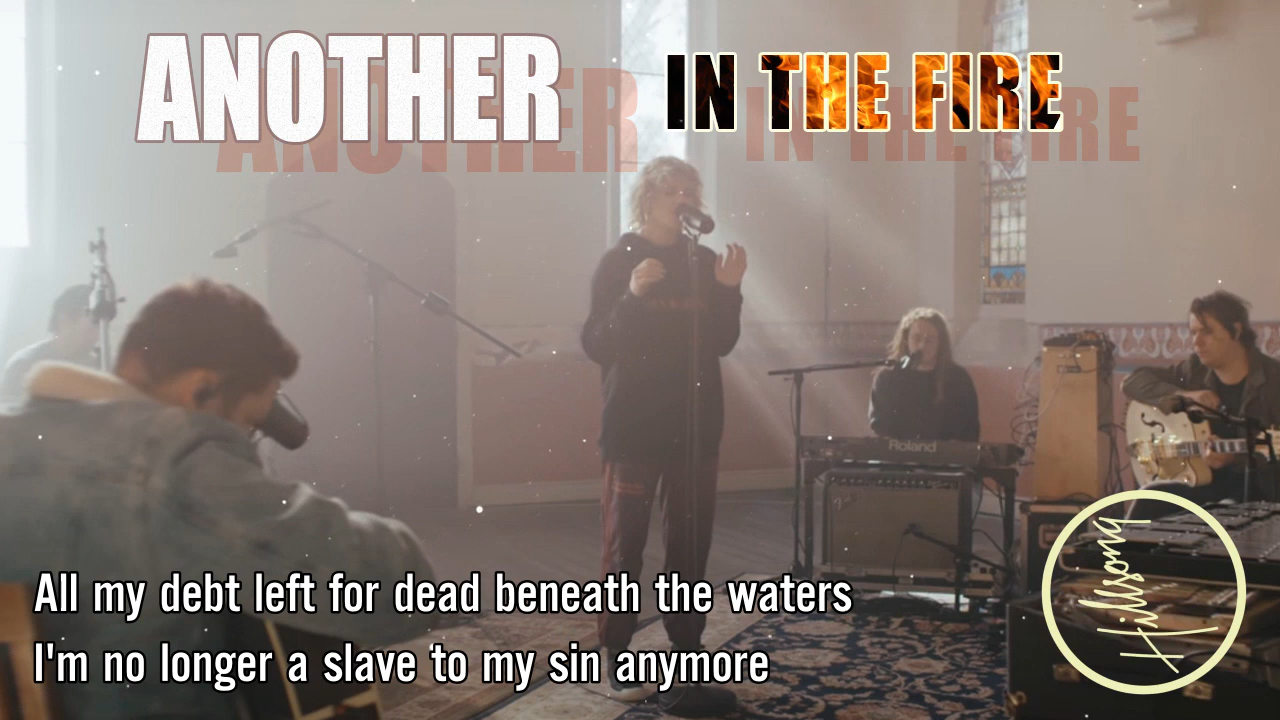 ANOTHER IN THE FIRE
Roland
Hillsong
All my debt left for dead beneath the waters
I'm no longer a slave to my sin anymore